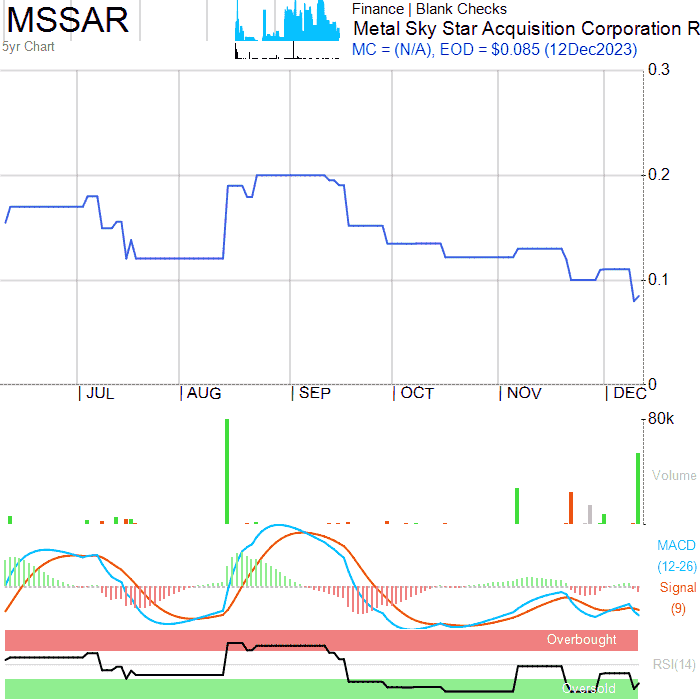 MSSAR
5yr Chart
Finance | Blank Checks
Metal Sky Star Acquisition Corporation R
MC = (N/A), EOD = $0.085 (12Dec2023)
0.3
0.2
0.1
0
| JUL | AUG | SEP | OCT | NOV | DEC
80k
Volume
MACD
(12-26)
Signal
(9)
Overbought
RSI(14)
Oversold